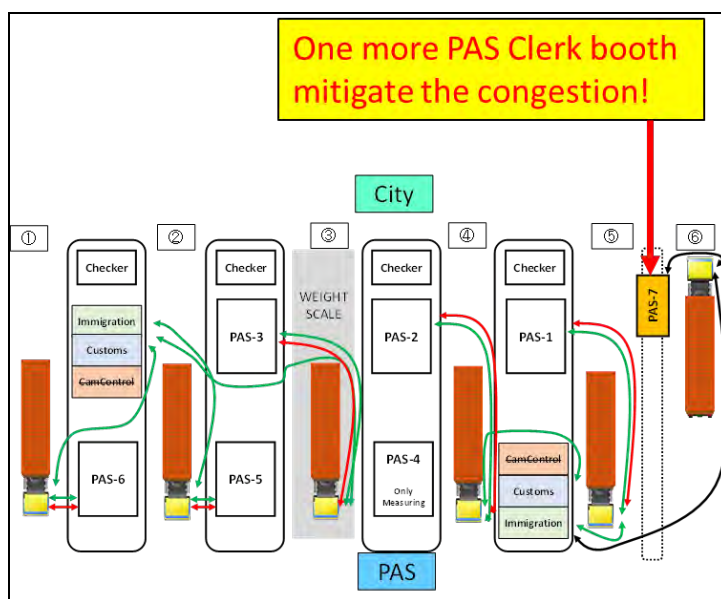 One more PAS Clerk booth
mitigate the congestion!
City
①
②
③
④
⑤
⑥
Checker
Checker
Checker
Checker
WEIGHT
SCALE
Immigration
Customs
CamControl
PAS-3
PAS-2
PAS-1
PAS-7
PAS-6
PAS-5
PAS-4
Only
Measuring
CamControl
Customs
Immigration
PAS